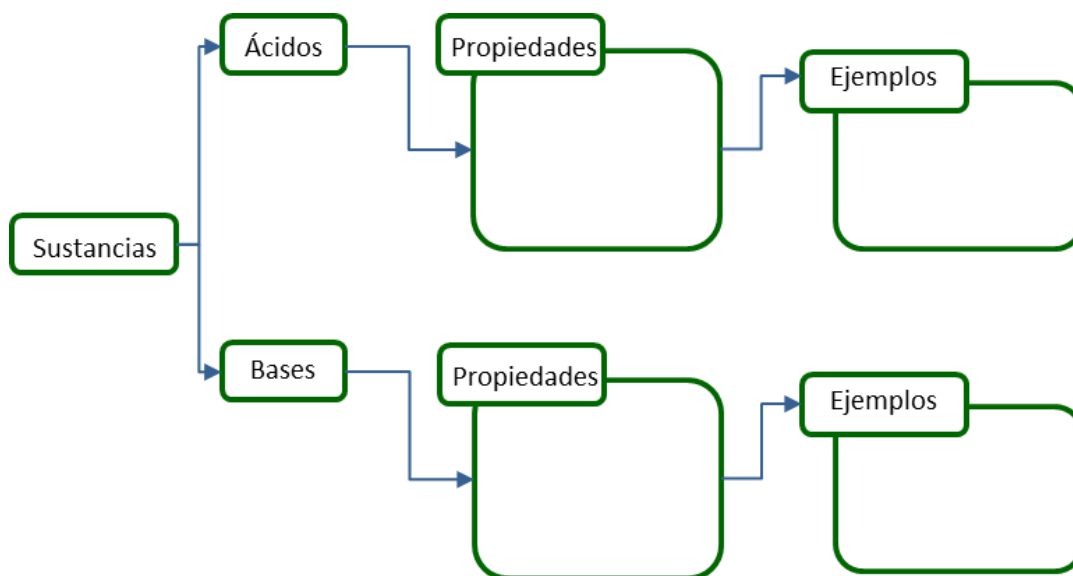 Sustancias
Ácidos
Propiedades
Ejemplos
Bases
Propiedades
Ejemplos